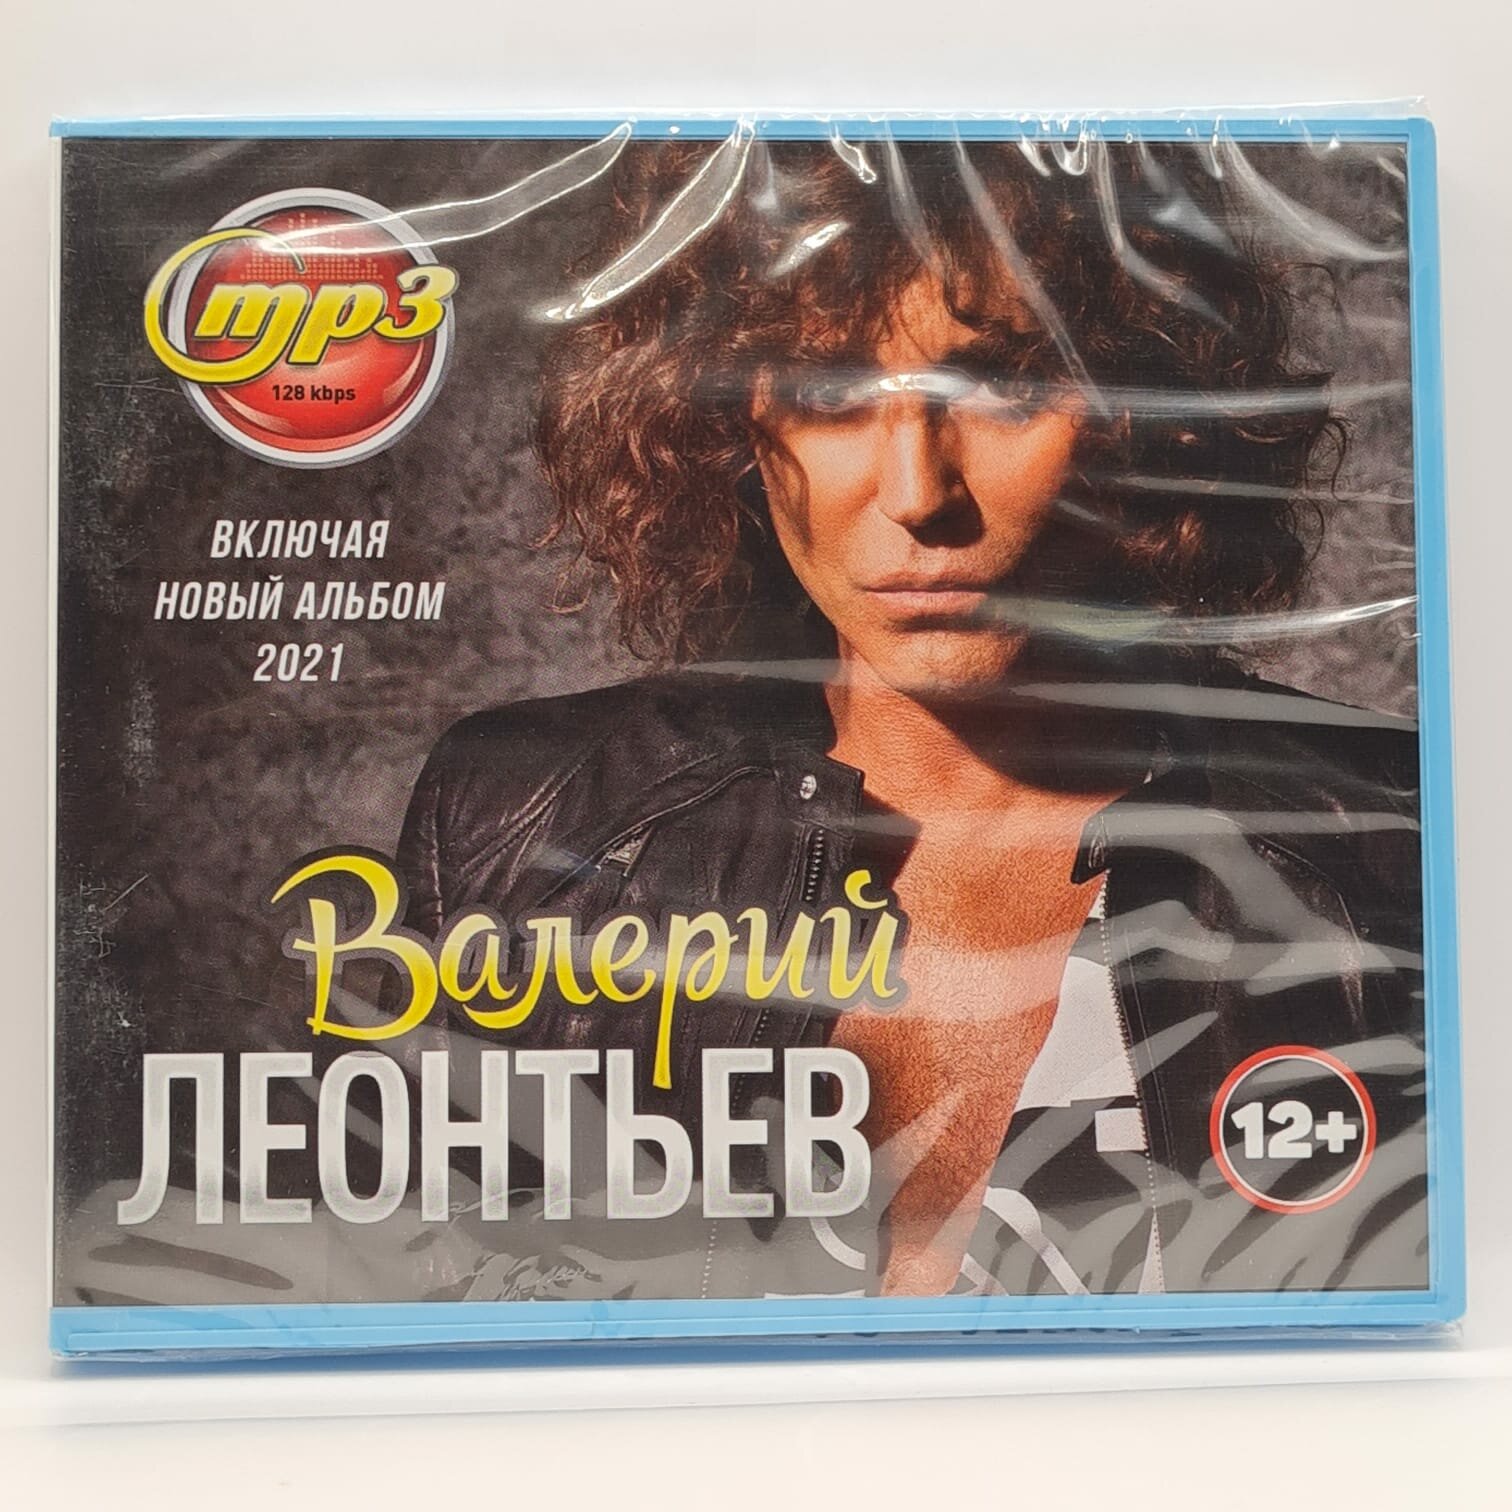 mp3
128 kbps
ВКЛЮЧАЯ
НОВЫЙ АЛЬБОМ
2021
Валерий
ЛЕОНТЬЕВ
12+